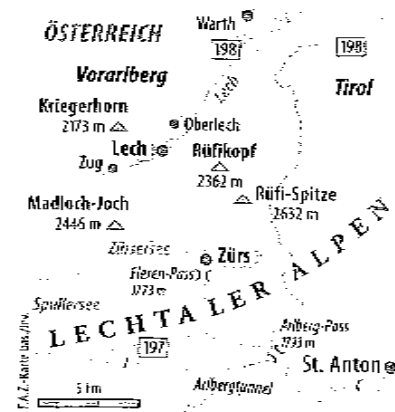 ÖSTERREICH
Warth
198
198
Vorarlberg
Tirol
Lech
Kriegerhorn
2173 m
Oberlech
Lech
Rüfikopf
2362 m
Zug
Rüfi-Spitze
2632 m
Madloch-Joch
2446 m
Zürsersee
Zürs
Flexen-Pass
1773 m
Spullersee
LECHTALER ALPEN
197
Arlberg-Pass
1793 m
St. Anton
Arlbergtunnel
5 km
F.A.Z.-Karte